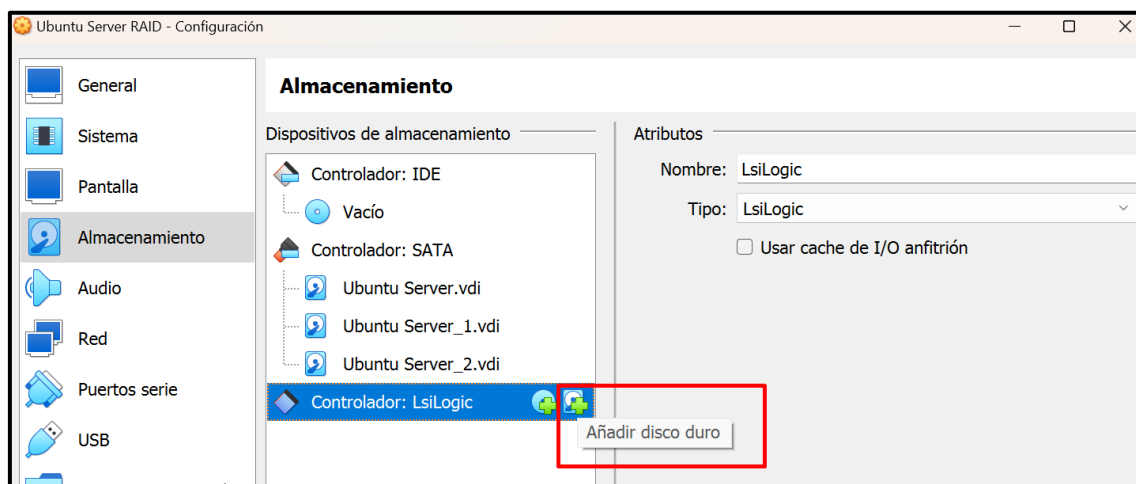 Ubuntu Server RAID - Configuración
General
Sistema
Pantalla
Almacenamiento
Audio
Red
Puertos serie
USB
Almacenamiento
Dispositivos de almacenamiento
Controlador: IDE
Vacío
Controlador: SATA
Ubuntu Server.vdi
Ubuntu Server_1.vdi
Ubuntu Server_2.vdi
Controlador: LsiLogic
Añadir disco duro
Atributos
Nombre: LsiLogic
Tipo: LsiLogic
Usar cache de I/O anfitrión